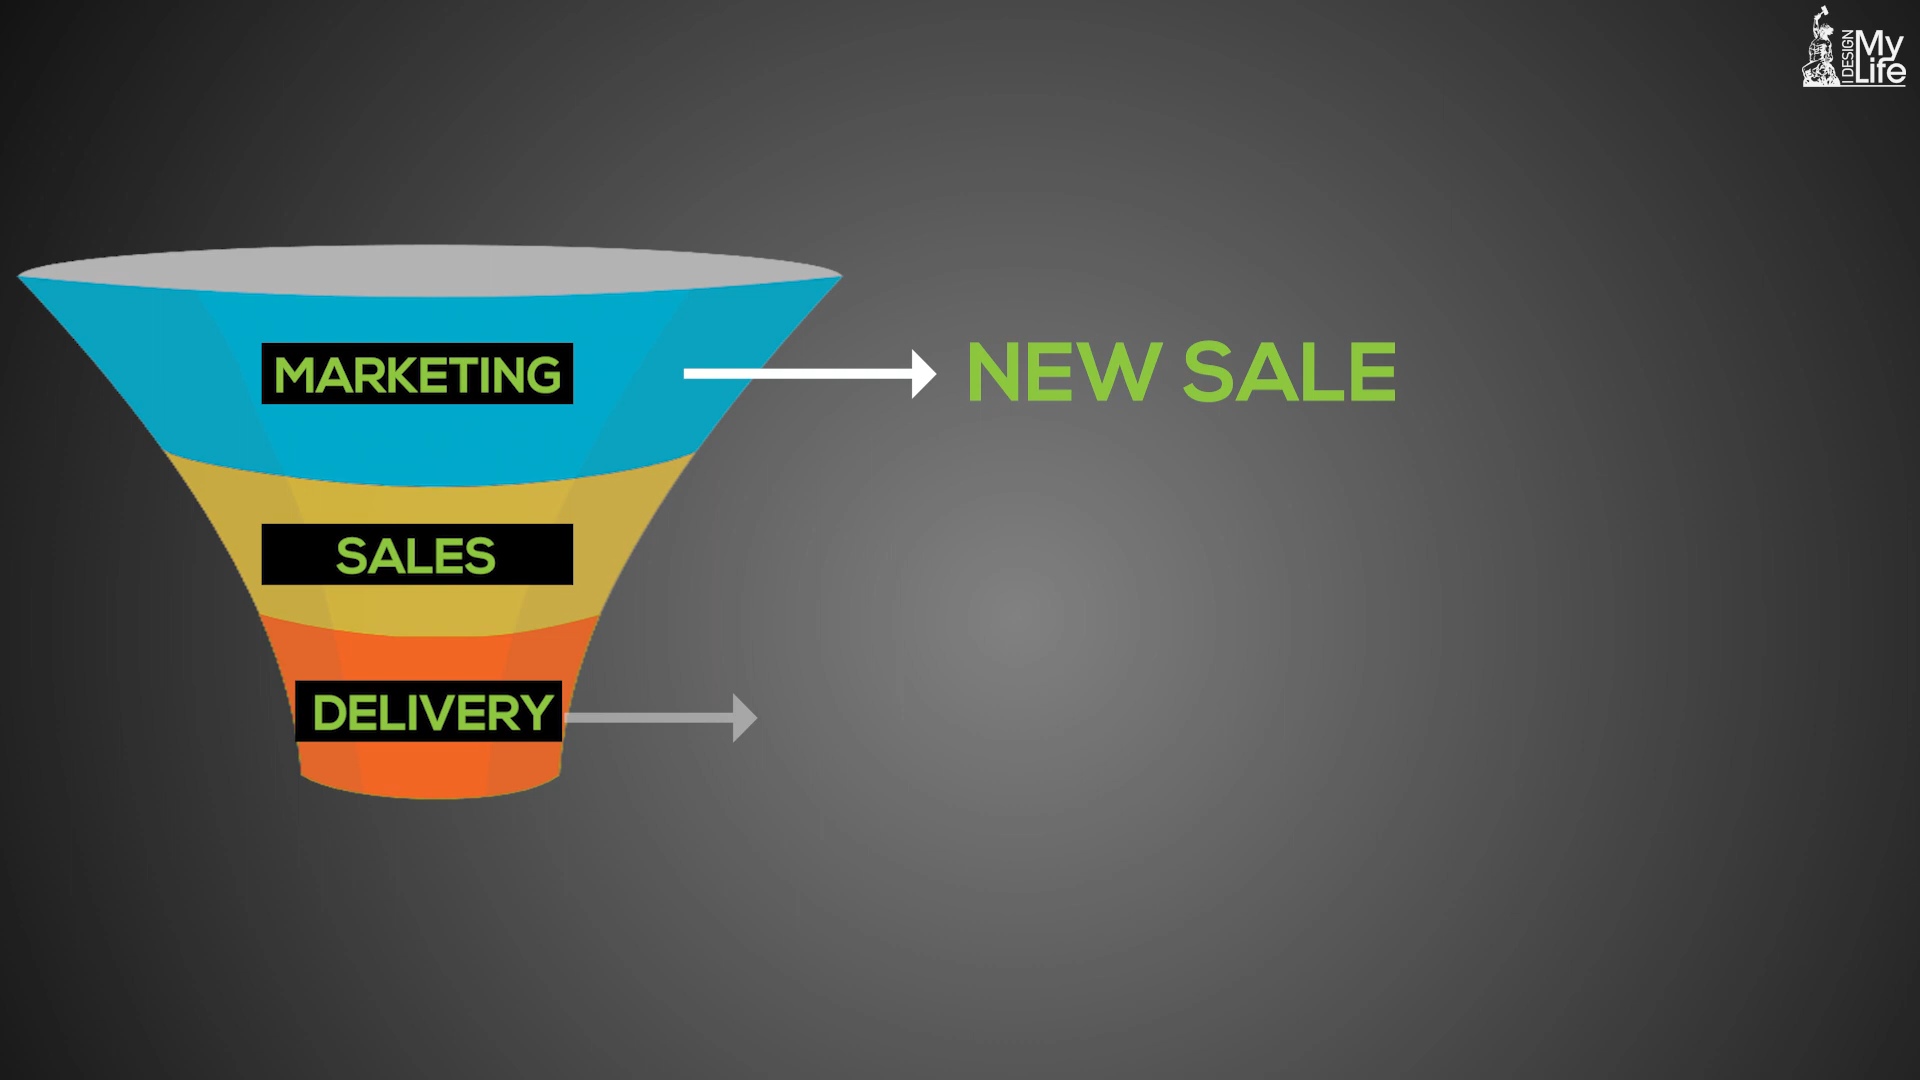 I DESIGN
My
Life
MARKETING
NEW SALE
SALES
DELIVERY